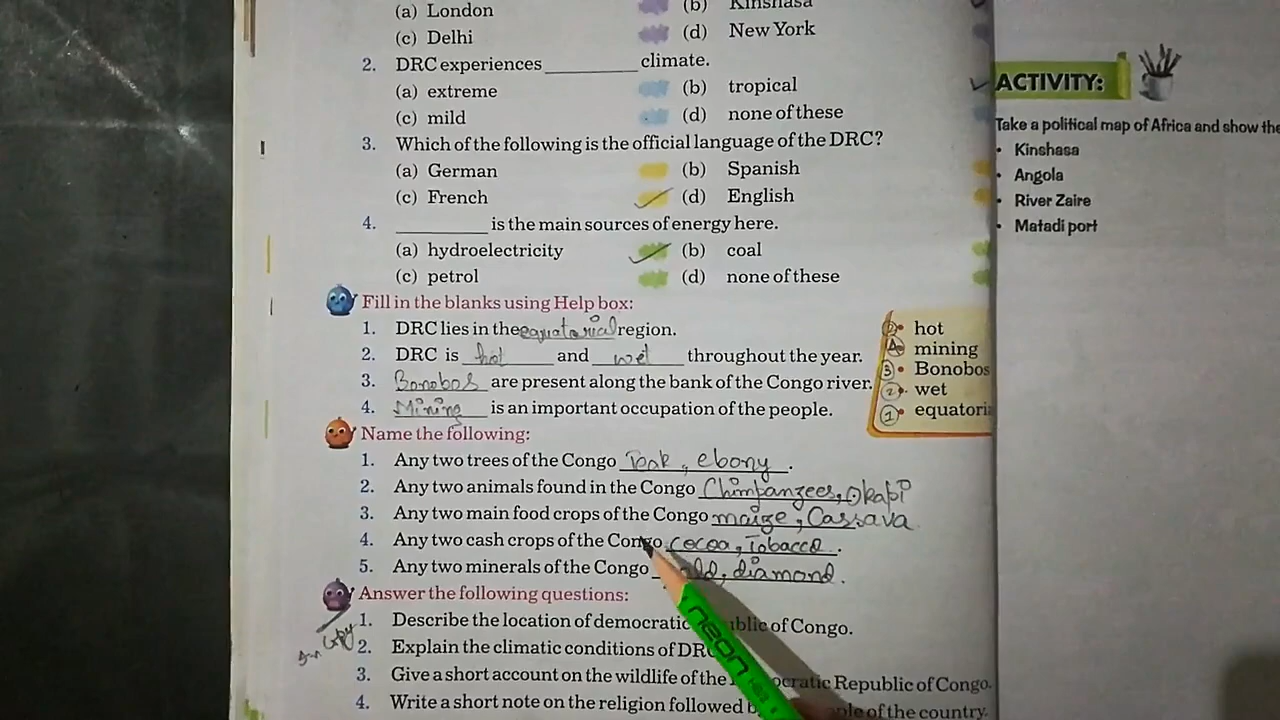 (a) London (b) Kinshasa
(c) Delhi (d) New York
2. DRC experiences ________ climate.
(a) extreme (b) tropical
(c) mild (d) none of these
3. Which of the following is the official language of the DRC?
(a) German (b) Spanish
(c) French (d) English
4. ________ is the main sources of energy here.
(a) hydroelectricity (b) coal
(c) petrol (d) none of these
Fill in the blanks using Help box:
1. DRC lies in the equatorial region.
2. DRC is hot and wet throughout the year.
3. Bonobos are present along the bank of the Congo river.
4. Mining is an important occupation of the people.
② • hot
④ • mining
③ • Bonobos
② • wet
① • equatoria
Name the following:
1. Any two trees of the Congo Teak, ebony.
2. Any two animals found in the Congo Chimpanzees, Okapi
3. Any two main food crops of the Congo maize, Cassava
4. Any two cash crops of the Congo cocoa, Tobacco.
5. Any two minerals of the Congo diamond.
Answer the following questions:
1. Describe the location of democratic of Congo.
2. Explain the climatic conditions of
3. Give a short account on the wildlife of the Republic of Congo.
4. Write a short note on the religion followed of the country.
neon
ACTIVITY:
Take a political map of Africa and show the
• Kinshasa
• Angola
• River Zaire
• Matadi port